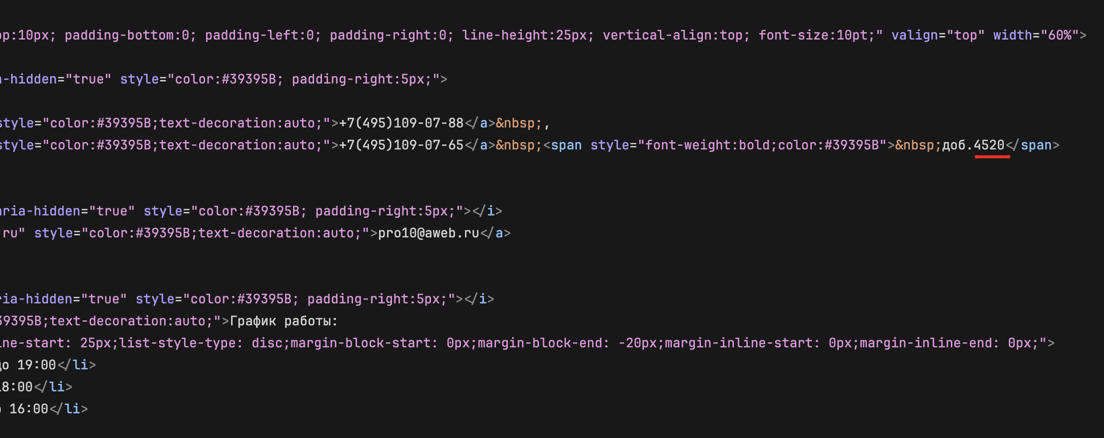 op:10px; padding-bottom:0; padding-left:0; padding-right:0; line-height:25px; vertical-align:top; font-size:10pt;" valign="top" width="60%">
a-hidden="true" style="color:#39395B; padding-right:5px;">
style="color:#39395B;text-decoration:auto;">+7(495)109-07-88</a>&nbsp;,
style="color:#39395B;text-decoration:auto;">+7(495)109-07-65</a>&nbsp;<span style="font-weight:bold;color:#39395B">&nbsp;доб.4520</span>
aria-hidden="true" style="color:#39395B; padding-right:5px;"></i>
ru" style="color:#39395B;text-decoration:auto;">pro10@aweb.ru</a>
ria-hidden="true" style="color:#39395B; padding-right:5px;"></i>
39395B;text-decoration:auto;">График работы:
ine-start: 25px;list-style-type: disc;margin-block-start: 0px;margin-block-end: -20px;margin-inline-start: 0px;margin-inline-end: 0px;">
до 19:00</li>
18:00</li>
о 16:00</li>